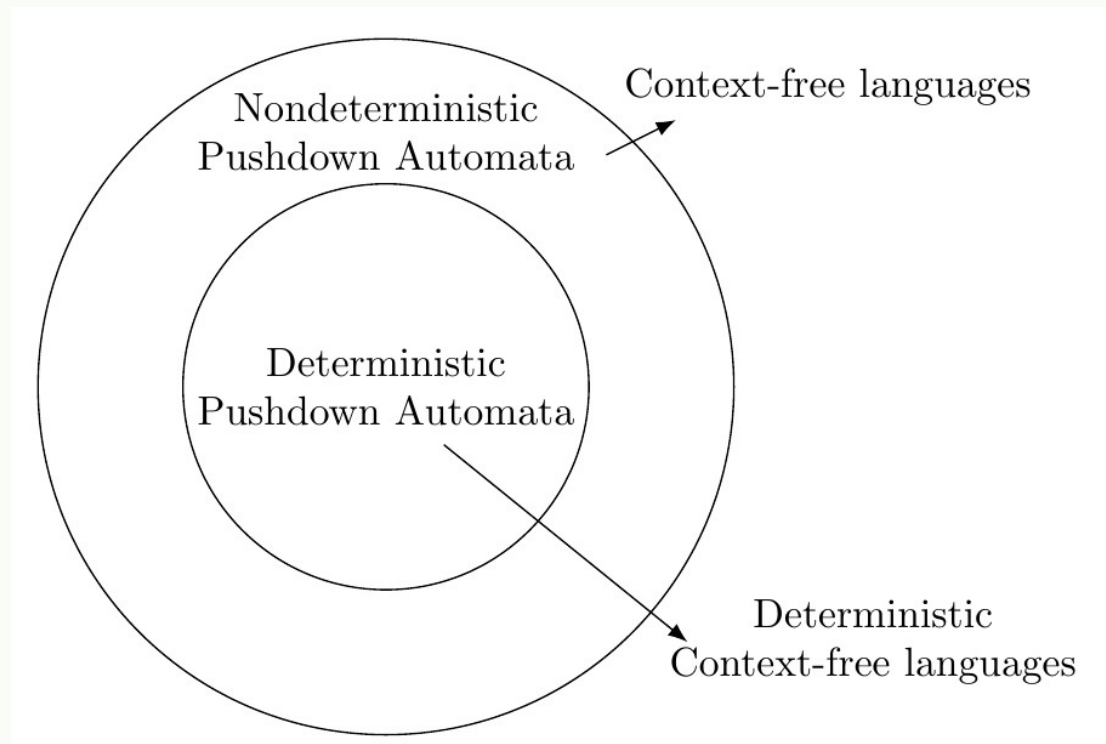 Context-free languages
Nondeterministic
Pushdown Automata
Deterministic
Pushdown Automata
Deterministic
Context-free languages